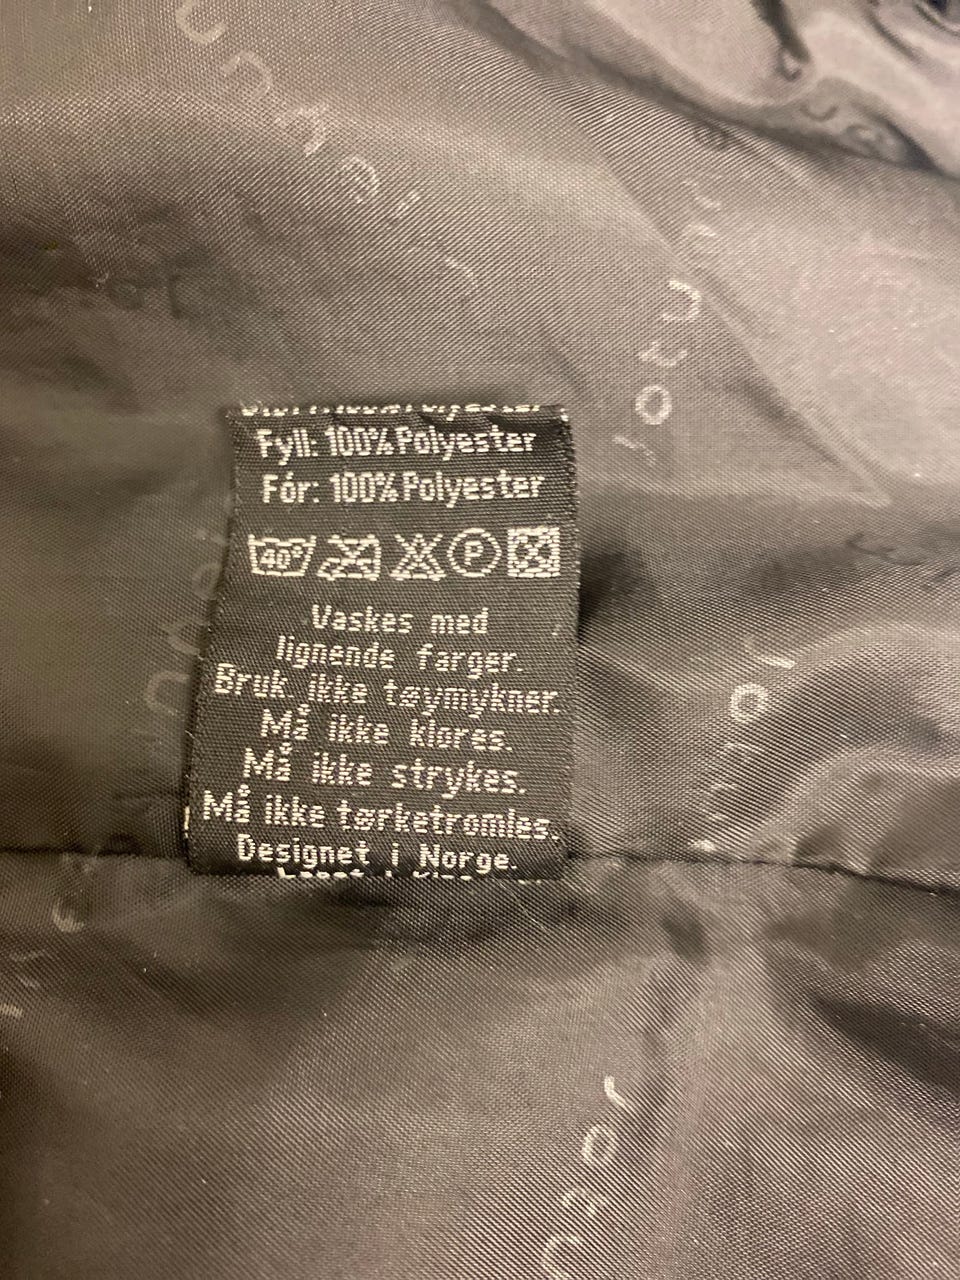 Fyll: 100% Polyester
Fór: 100% Polyester
40° P
Vaskes med
lignende farger.
Bruk ikke tøymykner.
Må ikke klores.
Må ikke strykes.
Må ikke tørketromles.
Designet i Norge.